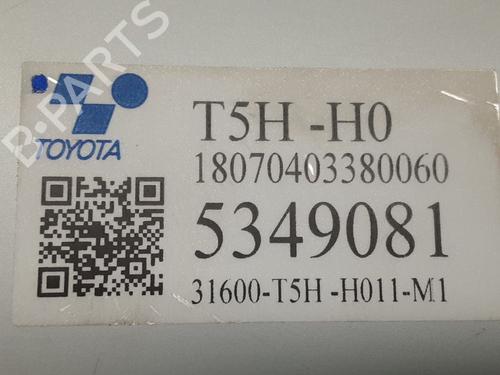 B-PARTS
TOYOTA
T5H -H0
18070403380060
5349081
31600-T5H -H011-M1